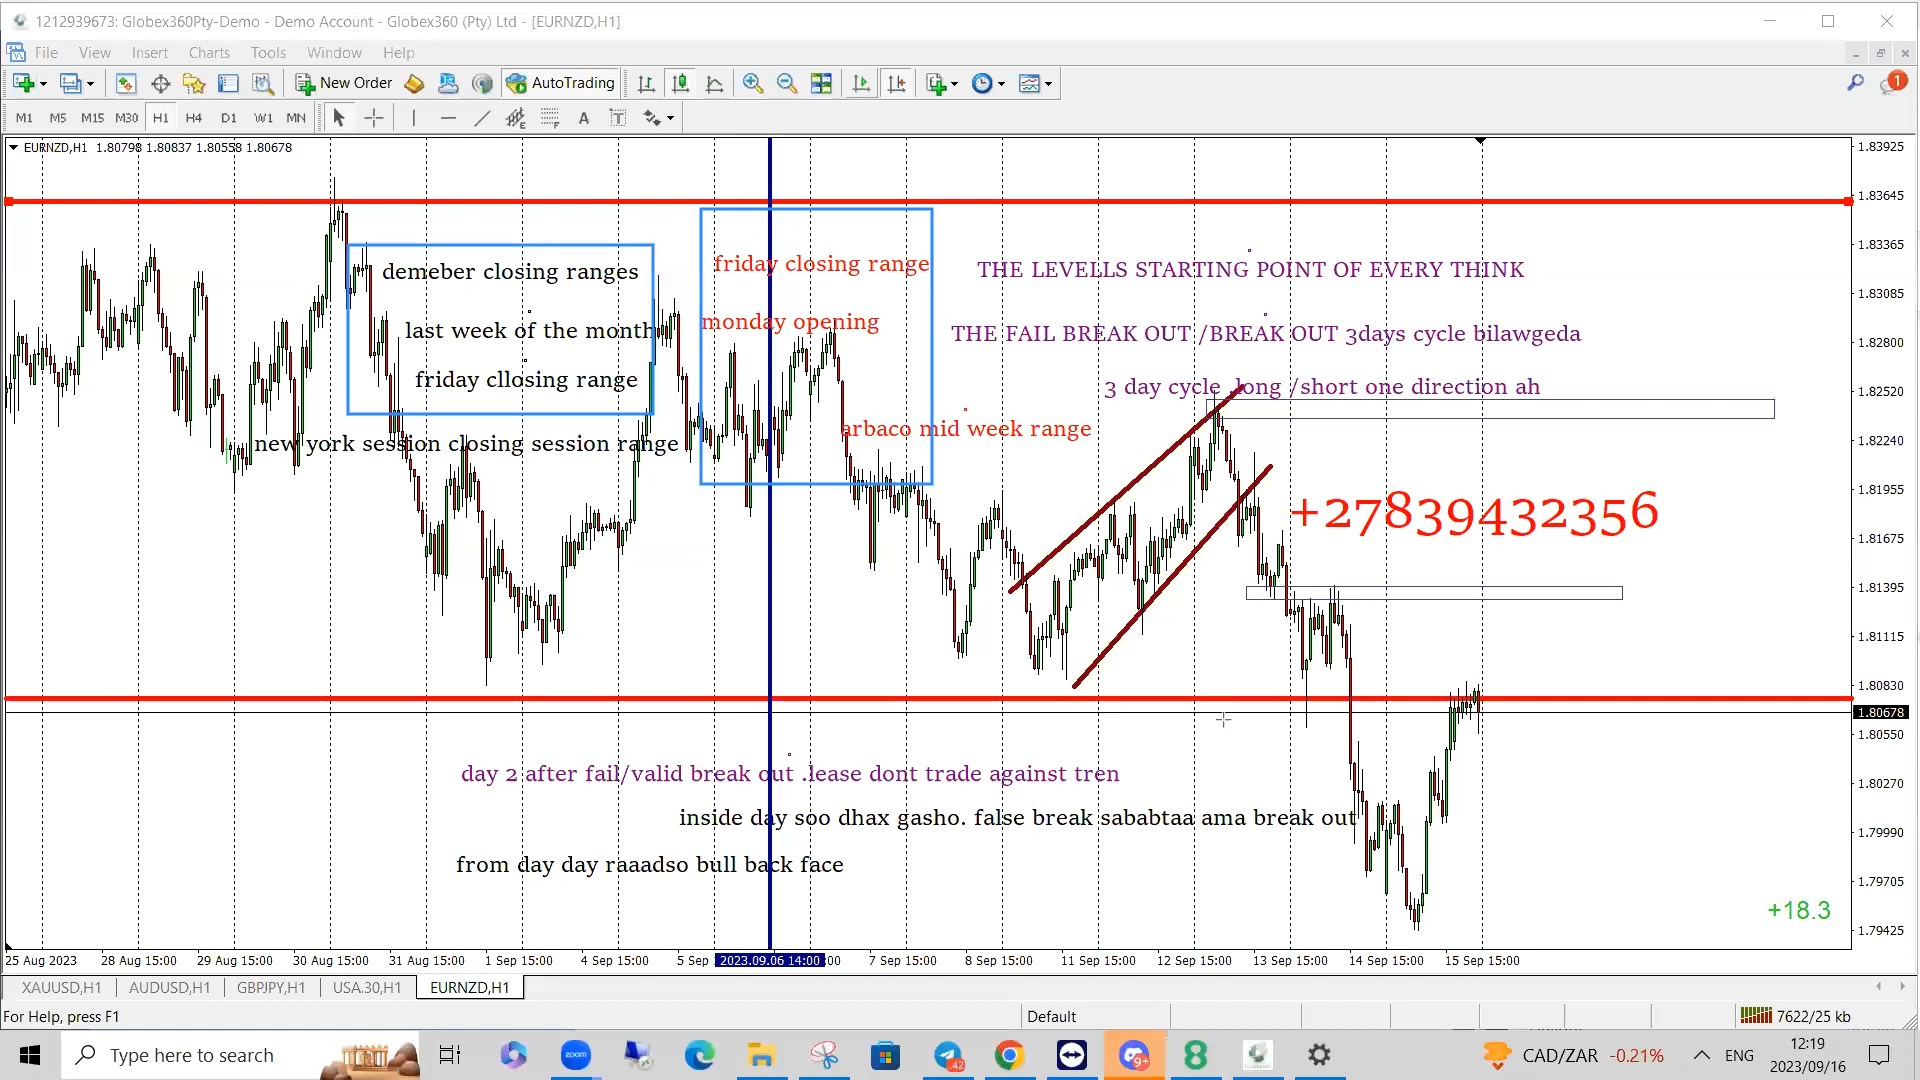 1212939673: Globex360Pty-Demo - Demo Account - Globex360 (Pty) Ltd - [EURNZD,H1]
File View Insert Charts Tools Window Help
New Order AutoTrading
1
M1 M5 M15 M30 H1 H4 D1 W1 MN
EURNZD,H1 1.80798 1.80837 1.80558 1.80678
1.83925
1.83645
1.83365
1.83085
1.82800
1.82520
1.82240
1.81955
1.81675
1.81395
1.81115
1.80830
1.80678
1.80550
1.80270
1.79990
1.79705
1.79425
demeber closing ranges
last week of the month
friday cllosing range
new york session closing session range
friday closing range
monday opening
arbaco mid week range
THE LEVELLS STARTING POINT OF EVERY THINK
THE FAIL BREAK OUT /BREAK OUT 3days cycle bilawgeda
3 day cycle .long /short one direction ah
+27839432356
day 2 after fail/valid break out .lease dont trade against tren
inside day soo dhax gasho. false break sababtaa ama break out
from day day raaadso bull back face
+18.3
25 Aug 2023 28 Aug 15:00 29 Aug 15:00 30 Aug 15:00 31 Aug 15:00 1 Sep 15:00 4 Sep 15:00 5 Sep 2023.09.06 14:00 :00 7 Sep 15:00 8 Sep 15:00 11 Sep 15:00 12 Sep 15:00 13 Sep 15:00 14 Sep 15:00 15 Sep 15:00
XAUUSD,H1 AUDUSD,H1 GBPJPY,H1 USA.30,H1 EURNZD,H1
For Help, press F1 Default 7622/25 kb
Type here to search zoom 42 9+ CAD/ZAR -0.21% ENG
12:19
2023/09/16